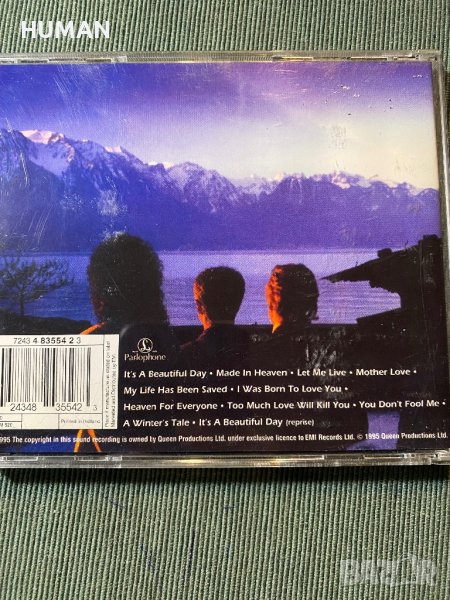 HUMAN
7243 4 83554 2 3
Parlophone
It's A Beautiful Day · Made In Heaven · Let Me Live · Mother Love ·
My Life Has Been Saved · I Was Born To Love You ·
Heaven For Everyone · Too Much Love Will Kill You · You Don't Fool Me ·
A Winter's Tale · It's A Beautiful Day (reprise)
24348 35542
Printed in Holland
1995 The copyright in this sound recording is owned by Queen Productions Ltd. under exclusive licence to EMI Records Ltd. © 1995 Queen Productions Ltd.
BAZAR